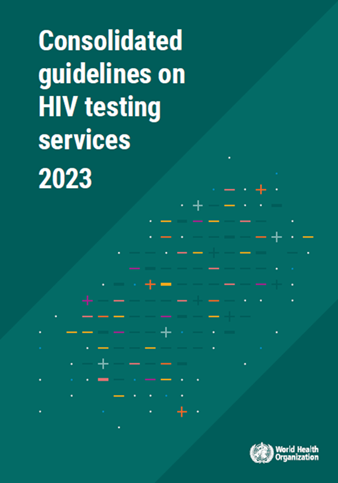 Consolidated
guidelines on
HIV testing
services
2023
World Health
Organization